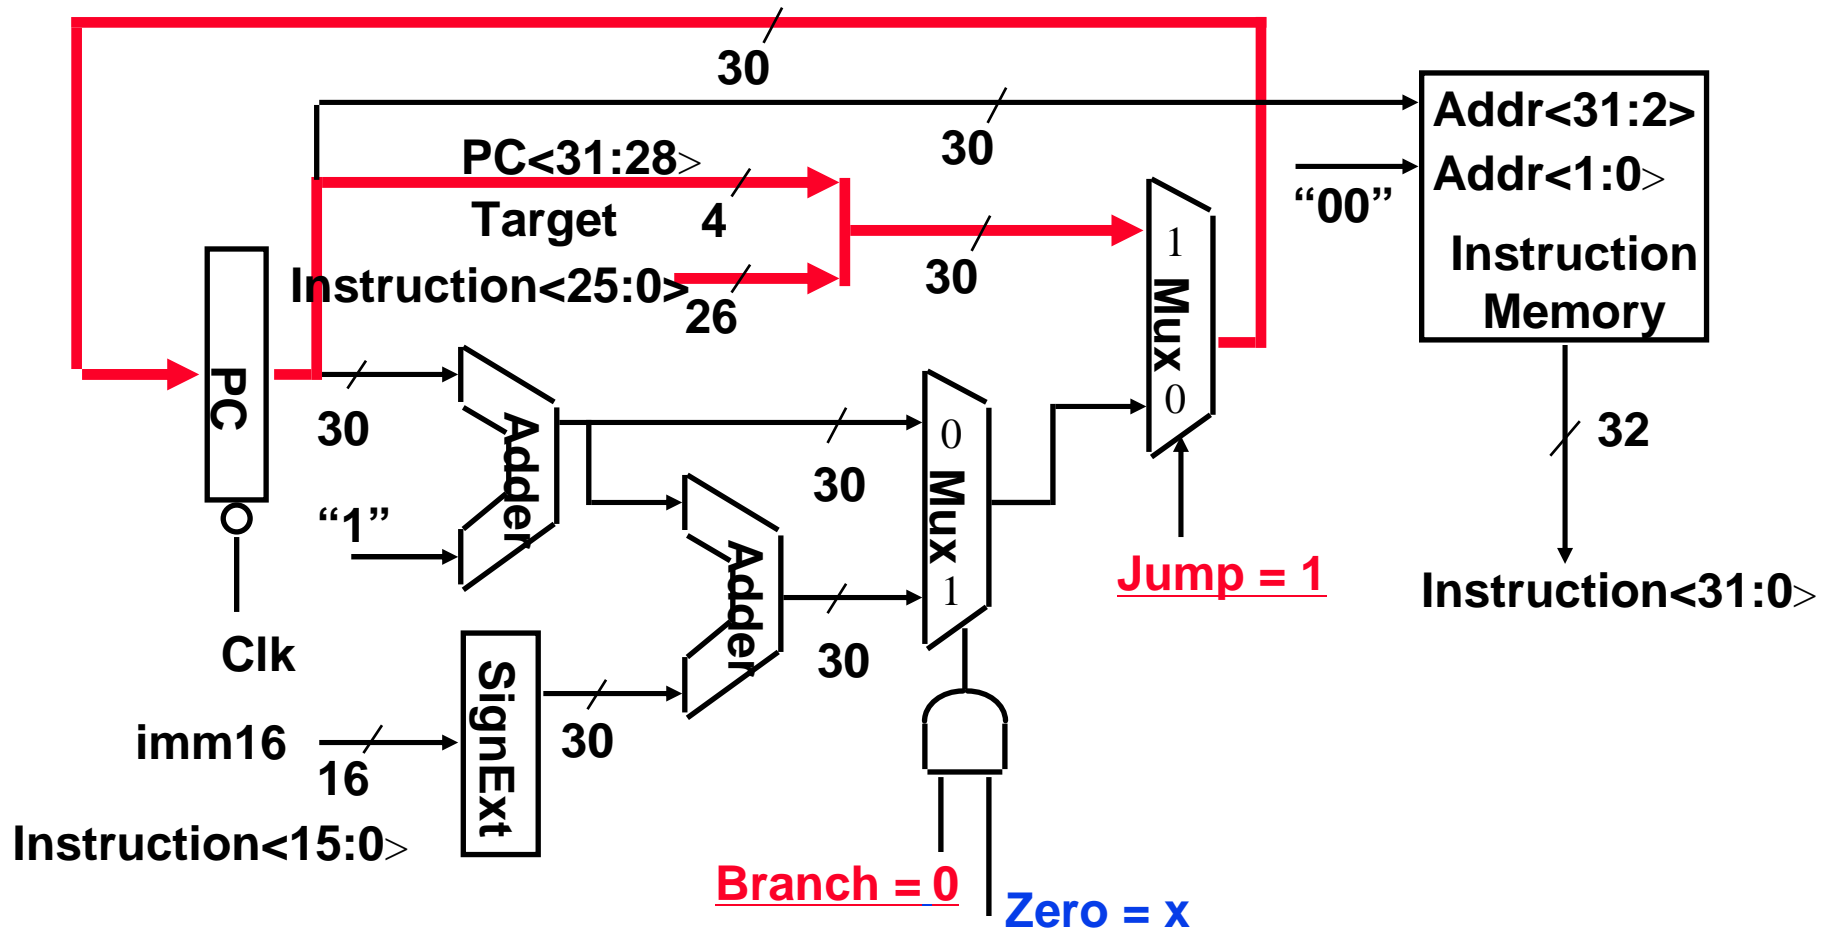 30
30
Addr<31:2>
PC<31:28>
Addr<1:0>
“00”
Target
4
1
Instruction
30
Instruction<25:0>
26
Memory
Mux
PC
0
30
Adder
0
32
30
Mux
“1”
Adder
1
Jump = 1
Instruction<31:0>
Clk
30
SignExt
imm16
30
16
Instruction<15:0>
Branch = 0
Zero = x